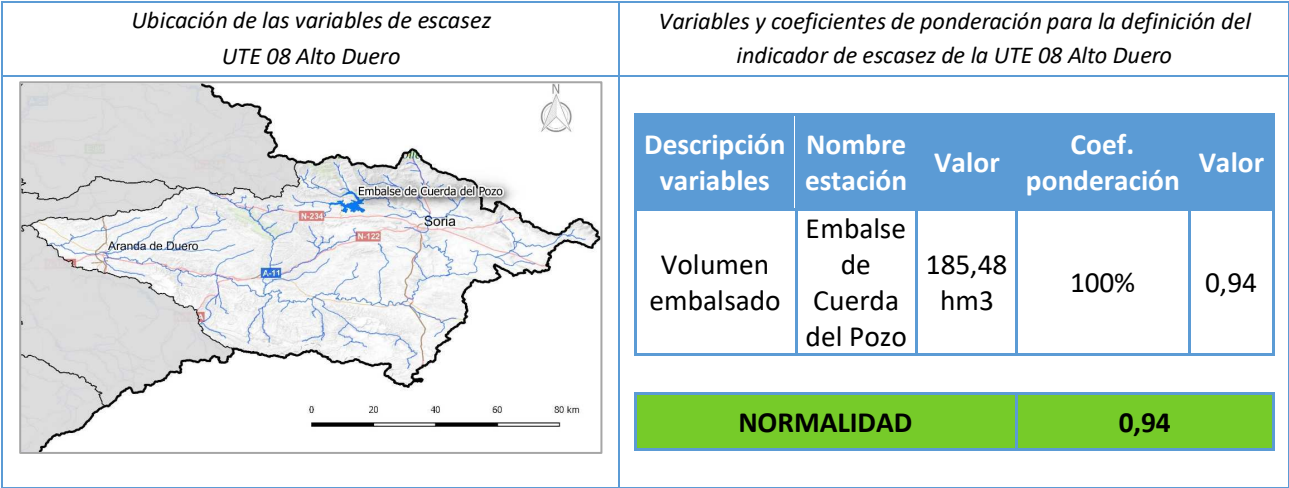 Ubicación de las variables de escasez
UTE 08 Alto Duero
Variables y coeficientes de ponderación para la definición del
indicador de escasez de la UTE 08 Alto Duero
N
Embalse de Cuerda del Pozo
N-234
Soria
N-122
Aranda de Duero
A-11
0 20 40 60 80 km
Descripción
variables
Nombre
estación
Valor
Coef.
ponderación
Valor
Volumen
embalsado
Embalse
de
Cuerda
del Pozo
185,48
hm3
100%
0,94
NORMALIDAD
0,94